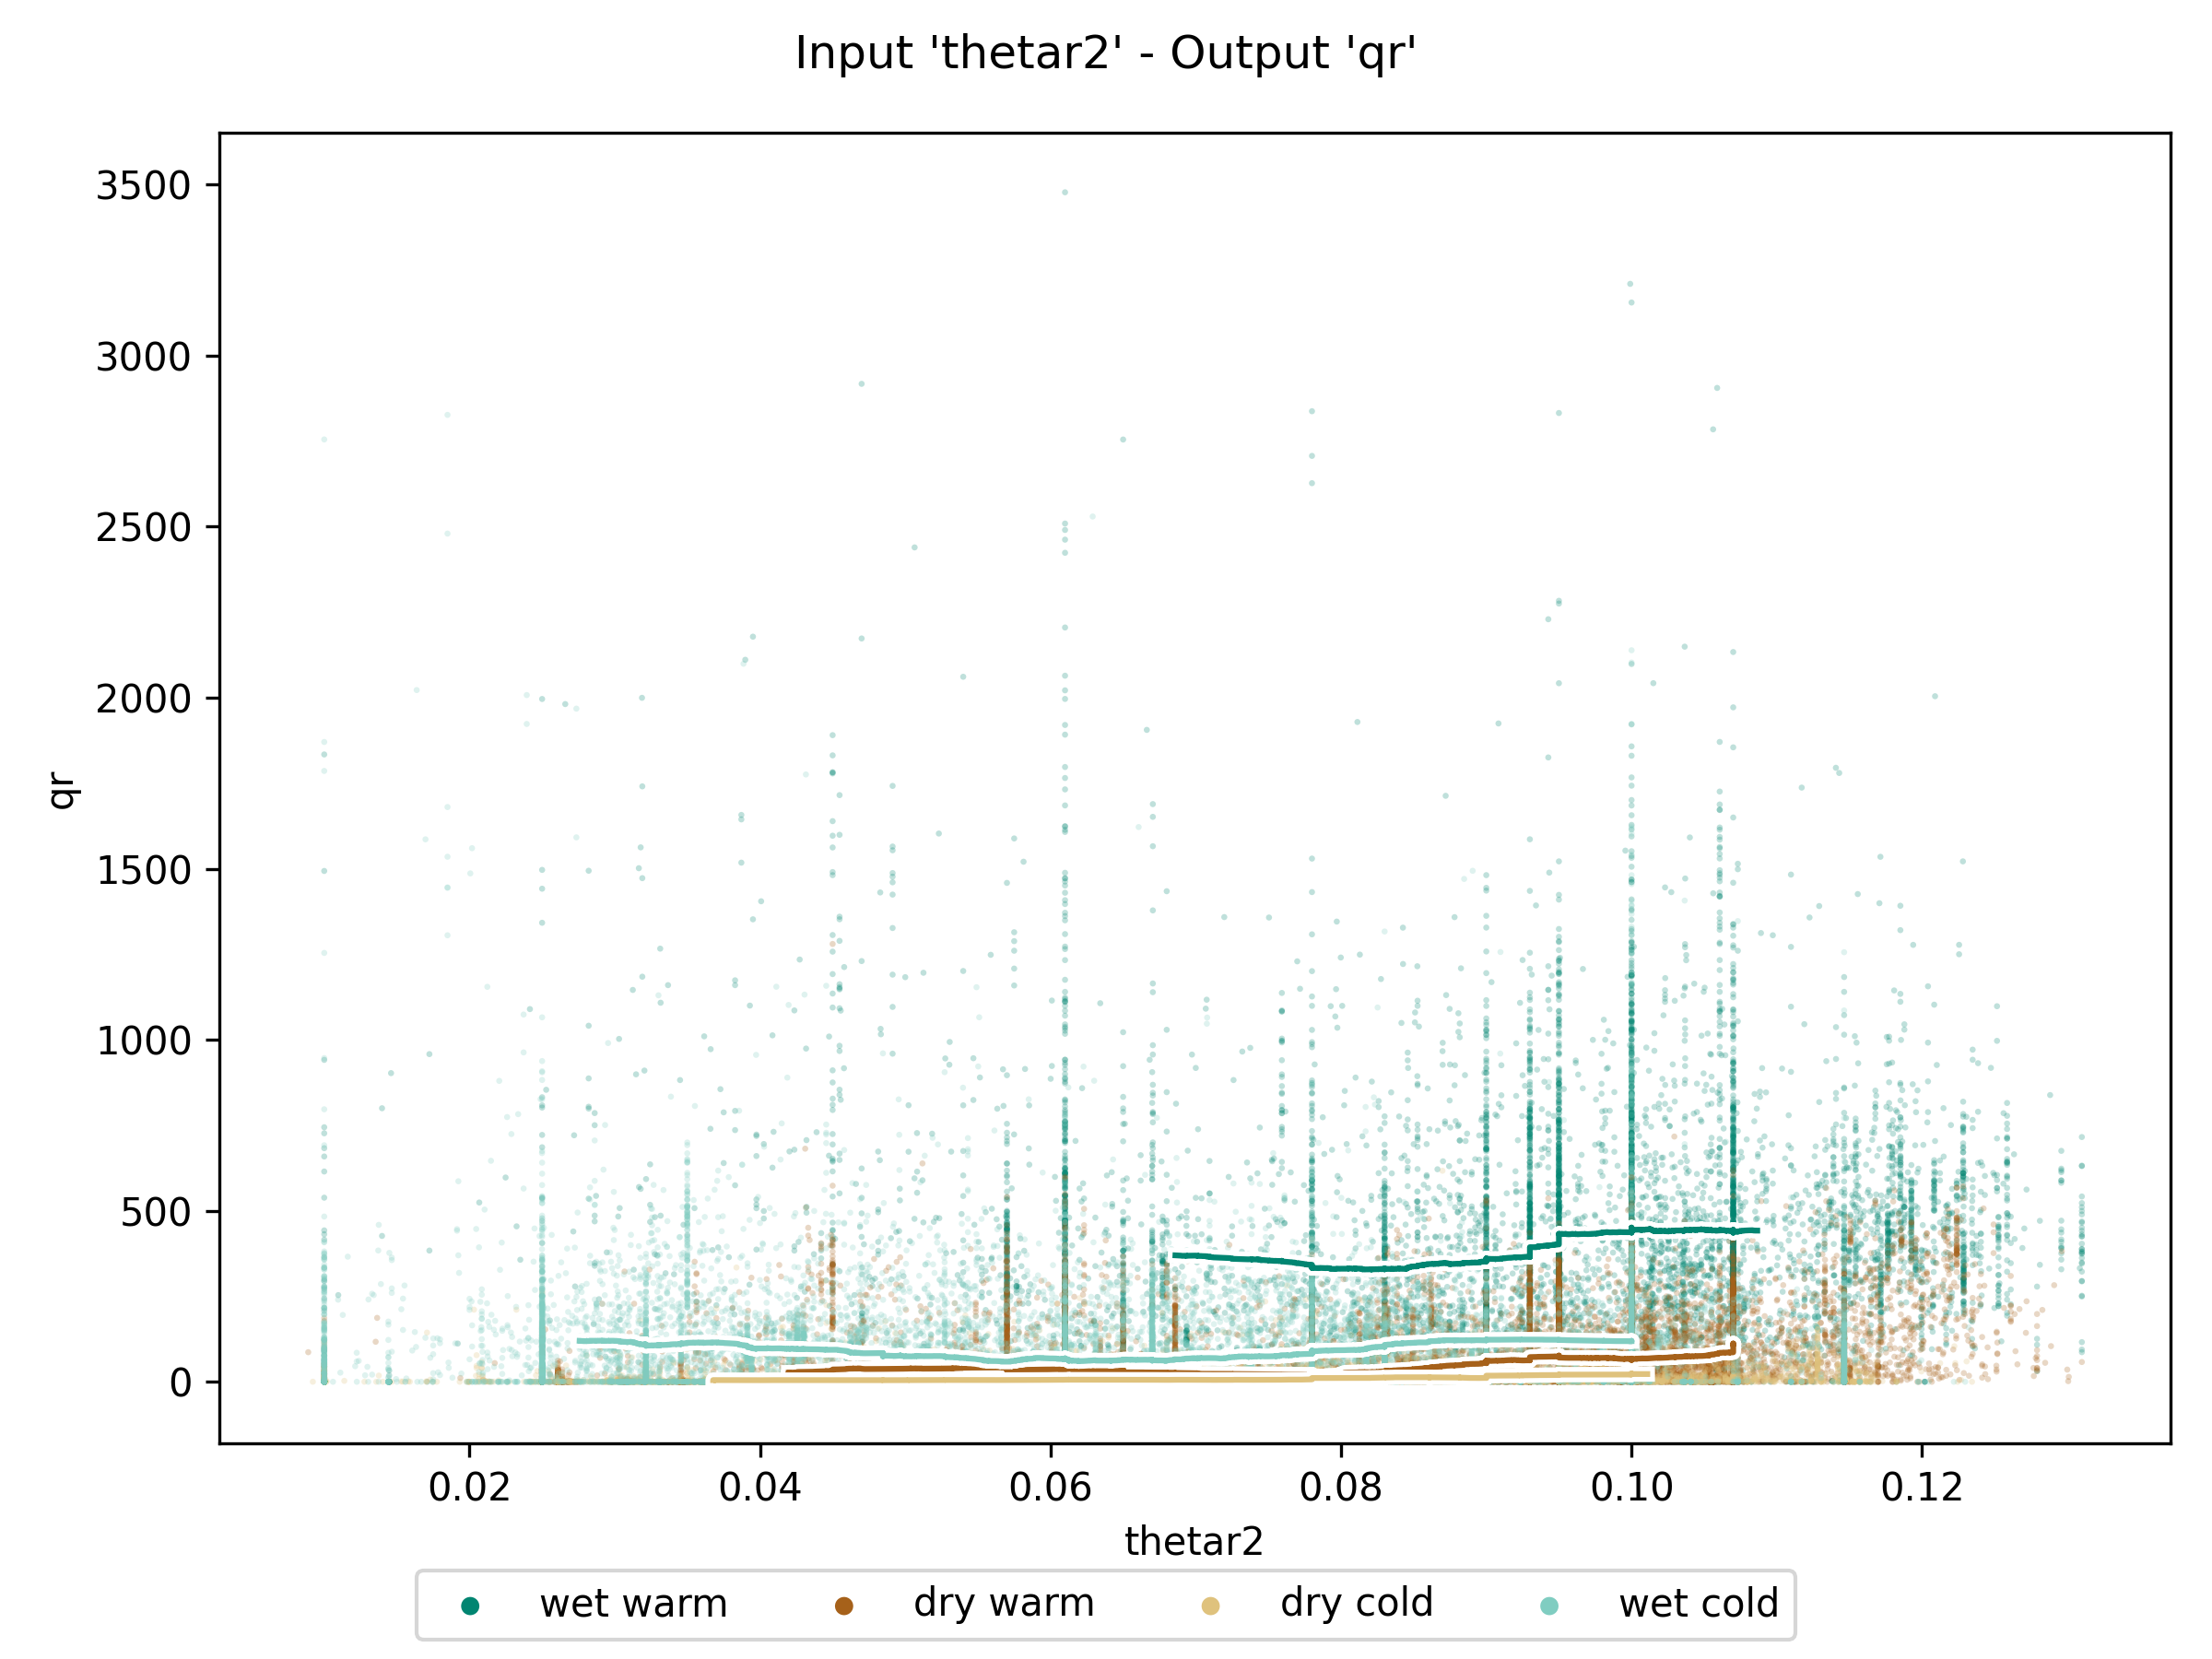 Input 'thetar2' - Output 'qr'
3500
3000
2500
2000
1500
1000
500
0
qr
0.02 0.04 0.06 0.08 0.10 0.12
thetar2
wet warm dry warm dry cold wet cold